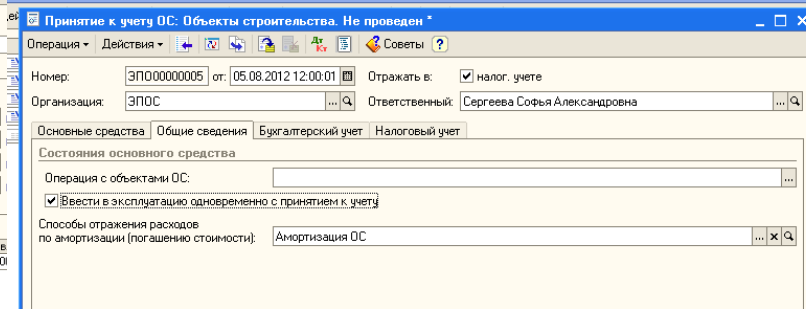 Принятие к учету ОС: Объекты строительства. Не проведен *
Операция Действия Дт Кт Советы ?
Номер: ЭПО00000005 от: 05.08.2012 12:00:01 Отражать в: налог. учете
Организация: ЭПОС ... Ответственный: Сергеева Софья Александровна ...
Основные средства Общие сведения Бухгалтерский учет Налоговый учет
Состояния основного средства
Операция с объектами ОС: ...
Ввести в эксплуатацию одновременно с принятием к учету
Способы отражения расходов
по амортизации (погашению стоимости): Амортизация ОС ... x